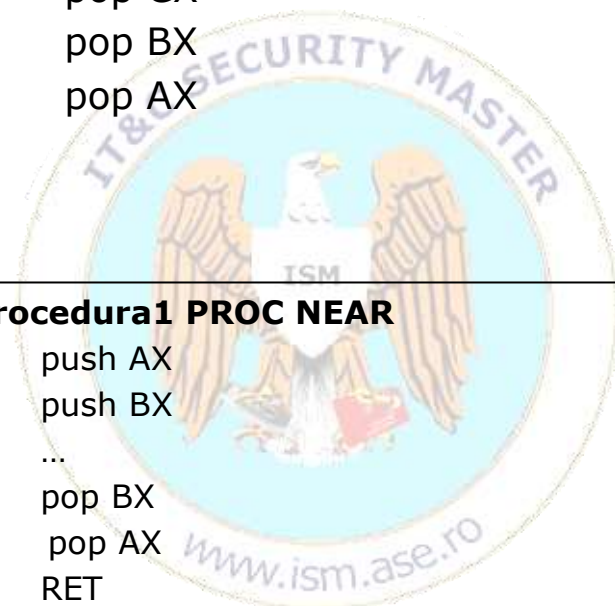 pop BX
pop AX
IT&C SECURITY MASTER
ISM
rocedura1 PROC NEAR
push AX
push BX
…
pop BX
pop AX
www.ism.ase.ro
RET